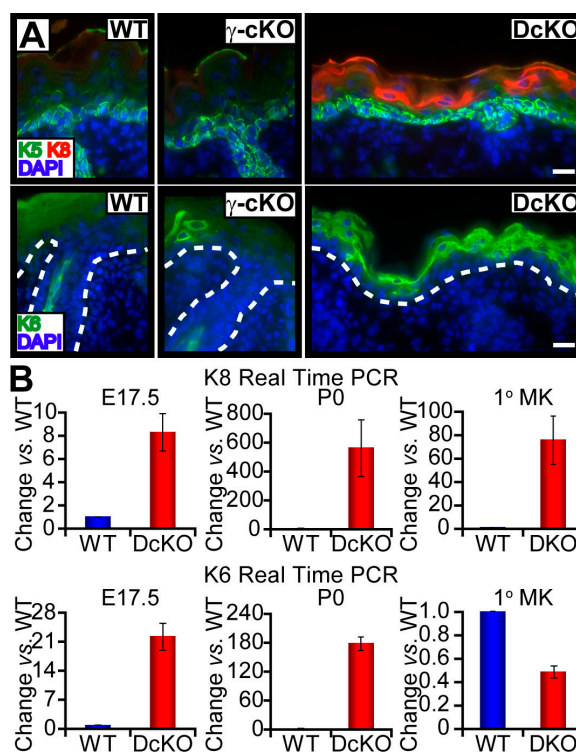 A
WT
γ-cKO
DcKO
K5 K8
DAPI
WT
γ-cKO
DcKO
K6
DAPI
B
K8 Real Time PCR
E17.5
P0
1º MK
Change vs. WT
10
8
6
4
2
0
WT DcKO
Change vs. WT
800
600
400
200
0
WT DcKO
Change vs. WT
100
80
60
40
20
0
WT DKO
K6 Real Time PCR
E17.5
P0
1º MK
Change vs. WT
28
21
14
7
0
WT DcKO
Change vs. WT
240
180
120
60
0
WT DcKO
Change vs. WT
1.0
0.8
0.6
0.4
0.2
0
WT DKO